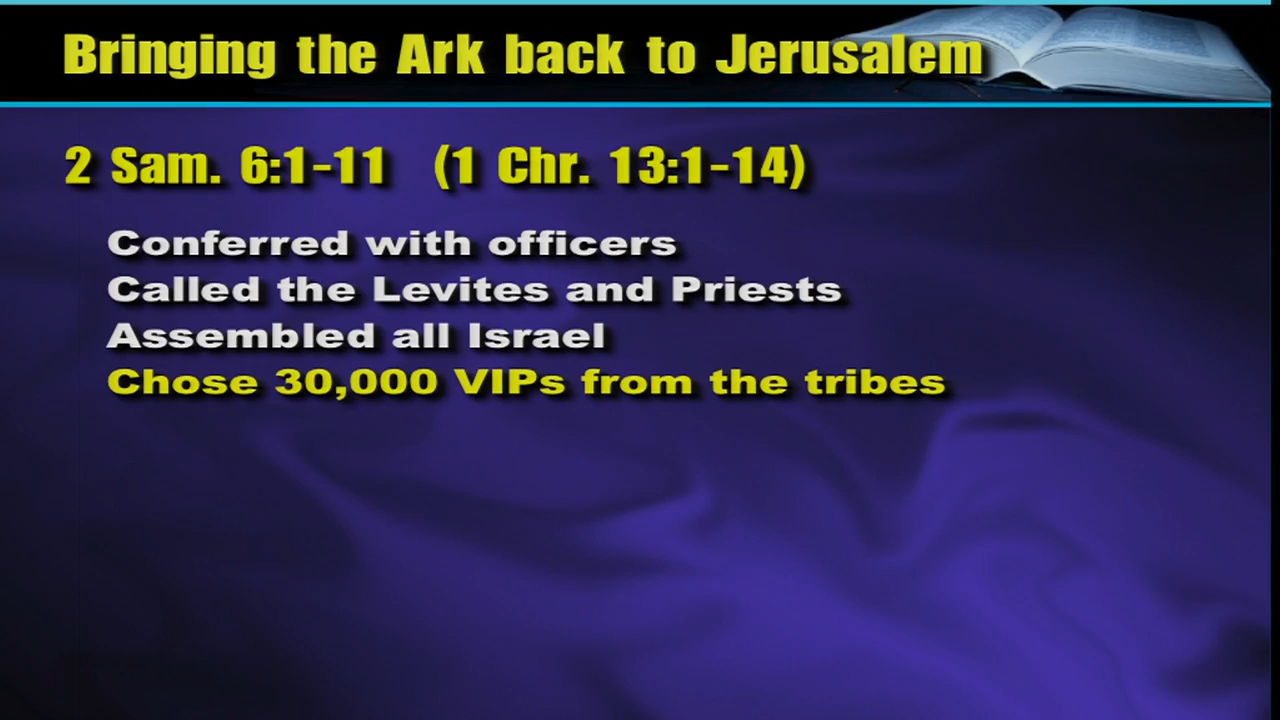 Bringing the Ark back to Jerusalem
2 Sam. 6:1-11 (1 Chr. 13:1-14)
Conferred with officers
Called the Levites and Priests
Assembled all Israel
Chose 30,000 VIPs from the tribes